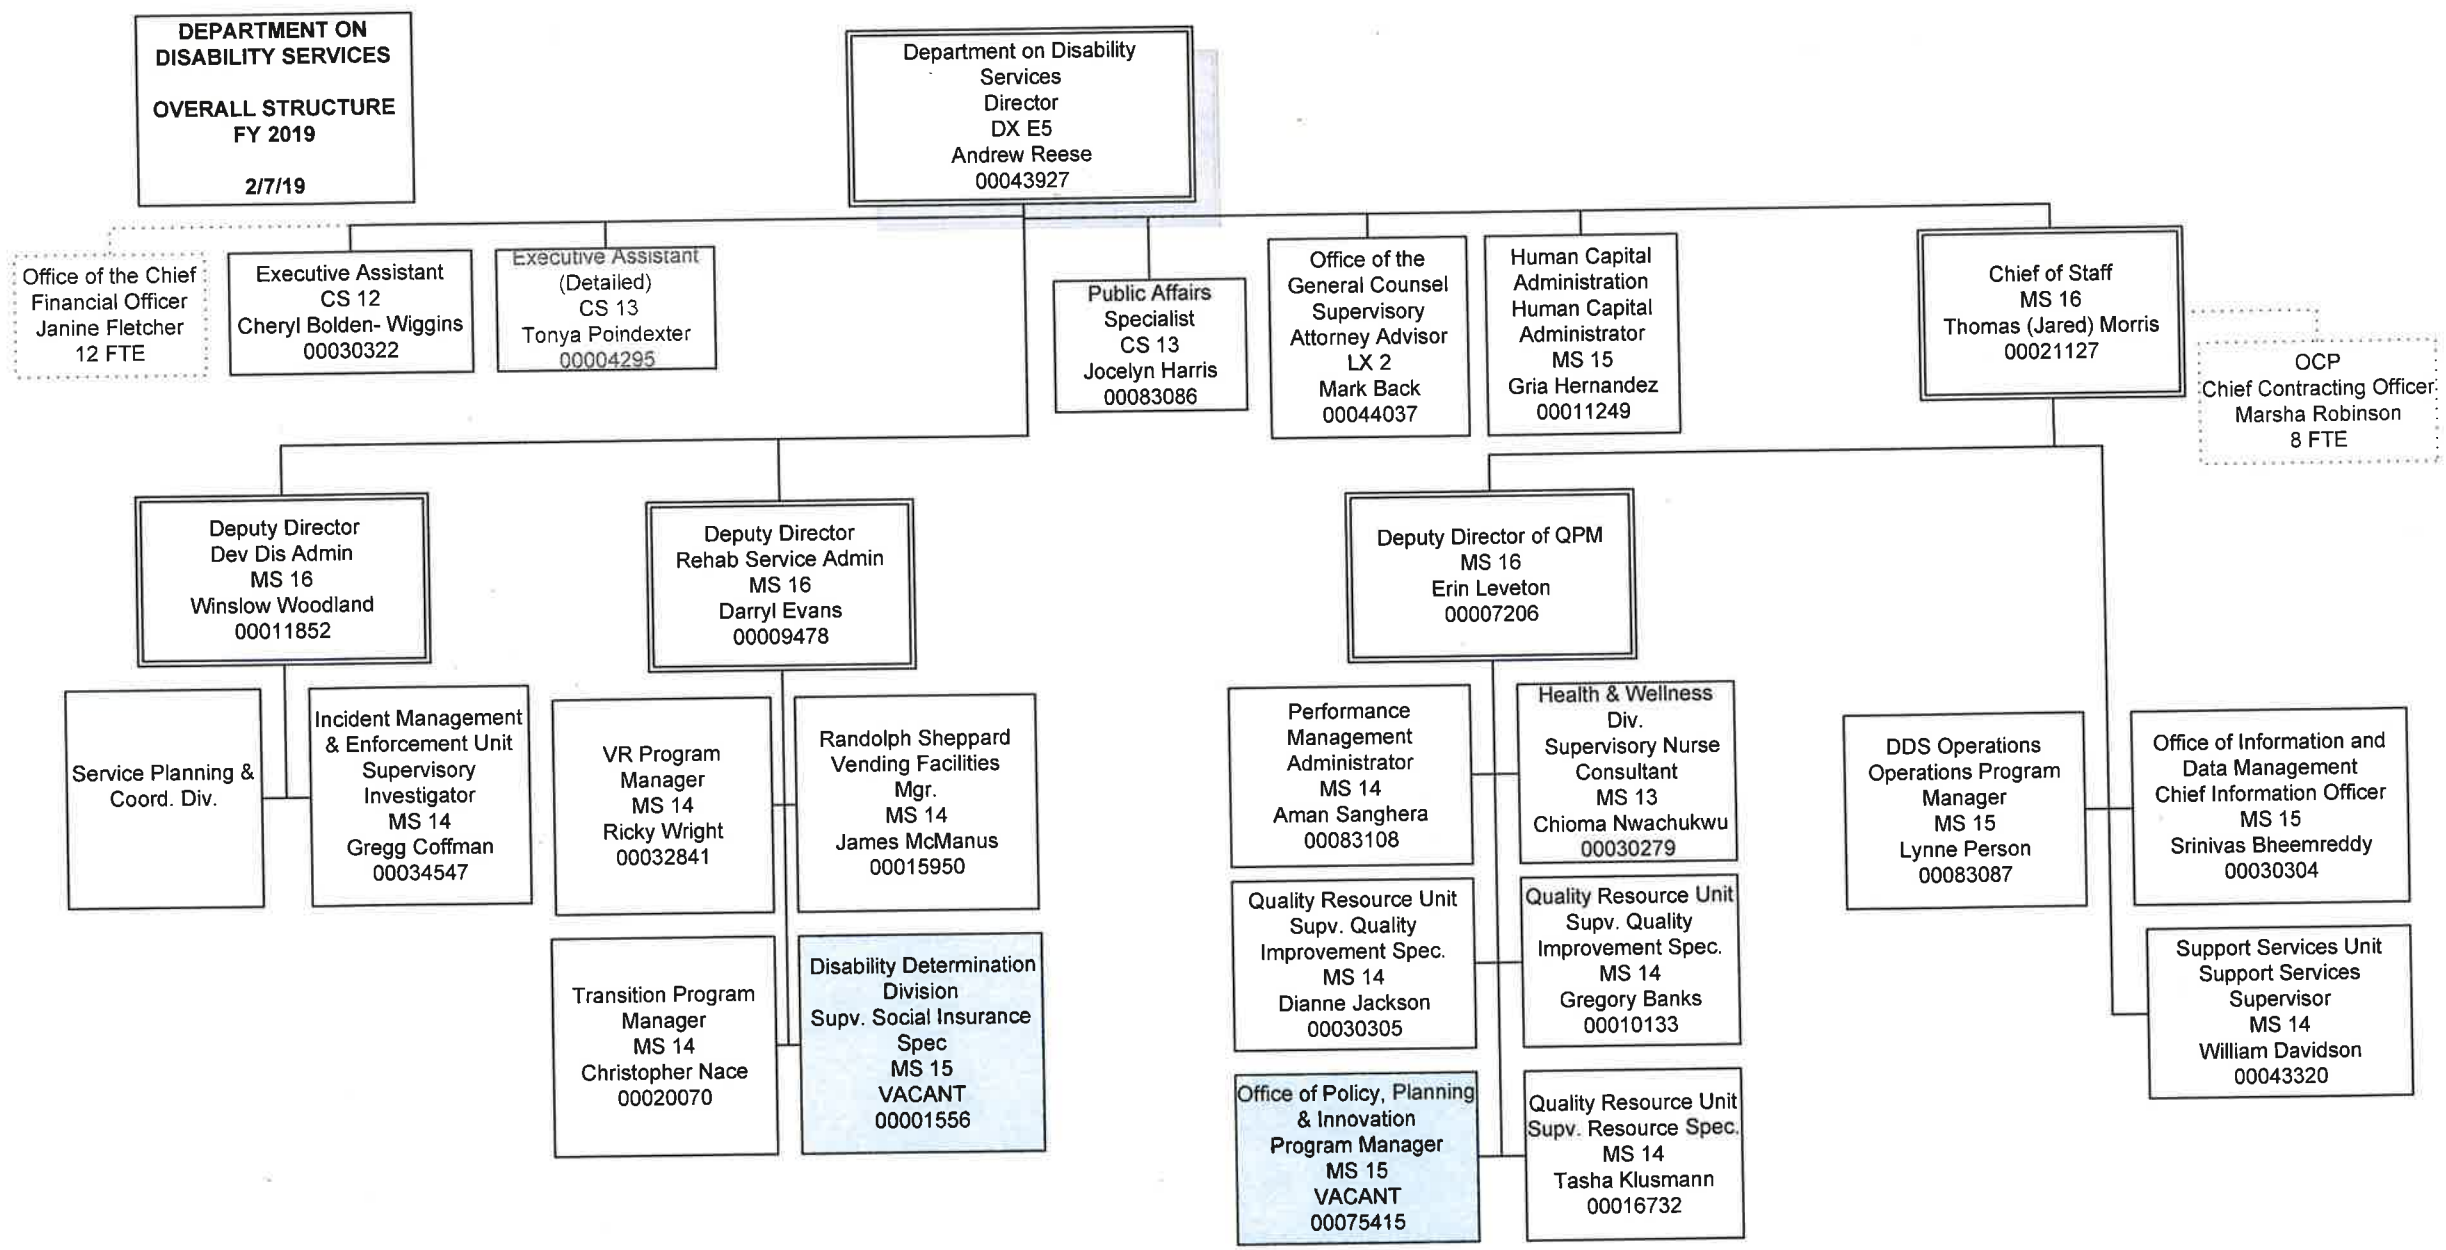 DEPARTMENT ON
DISABILITY SERVICES
OVERALL STRUCTURE
FY 2019
2/7/19
Department on Disability
Services
Director
DX E5
Andrew Reese
00043927
Office of the Chief
Financial Officer
Janine Fletcher
12 FTE
Executive Assistant
CS 12
Cheryl Bolden- Wiggins
00030322
Executive Assistant
(Detailed)
CS 13
Tonya Poindexter
00004295
Public Affairs
Specialist
CS 13
Jocelyn Harris
00083086
Office of the
General Counsel
Supervisory
Attorney Advisor
LX 2
Mark Back
00044037
Human Capital
Administration
Human Capital
Administrator
MS 15
Gria Hernandez
00011249
Chief of Staff
MS 16
Thomas (Jared) Morris
00021127
OCP
Chief Contracting Officer
Marsha Robinson
8 FTE
Deputy Director
Dev Dis Admin
MS 16
Winslow Woodland
00011852
Deputy Director
Rehab Service Admin
MS 16
Darryl Evans
00009478
Deputy Director of QPM
MS 16
Erin Leveton
00007206
Service Planning &
Coord. Div.
Incident Management
& Enforcement Unit
Supervisory
Investigator
MS 14
Gregg Coffman
00034547
VR Program
Manager
MS 14
Ricky Wright
00032841
Randolph Sheppard
Vending Facilities
Mgr.
MS 14
James McManus
00015950
Transition Program
Manager
MS 14
Christopher Nace
00020070
Disability Determination
Division
Supv. Social Insurance
Spec
MS 15
VACANT
00001556
Performance
Management
Administrator
MS 14
Aman Sanghera
00083108
Health & Wellness
Div.
Supervisory Nurse
Consultant
MS 13
Chioma Nwachukwu
00030279
Quality Resource Unit
Supv. Quality
Improvement Spec.
MS 14
Dianne Jackson
00030305
Quality Resource Unit
Supv. Quality
Improvement Spec.
MS 14
Gregory Banks
00010133
Office of Policy, Planning
& Innovation
Program Manager
MS 15
VACANT
00075415
Quality Resource Unit
Supv. Resource Spec.
MS 14
Tasha Klusmann
00016732
DDS Operations
Operations Program
Manager
MS 15
Lynne Person
00083087
Office of Information and
Data Management
Chief Information Officer
MS 15
Srinivas Bheemreddy
00030304
Support Services Unit
Support Services
Supervisor
MS 14
William Davidson
00043320